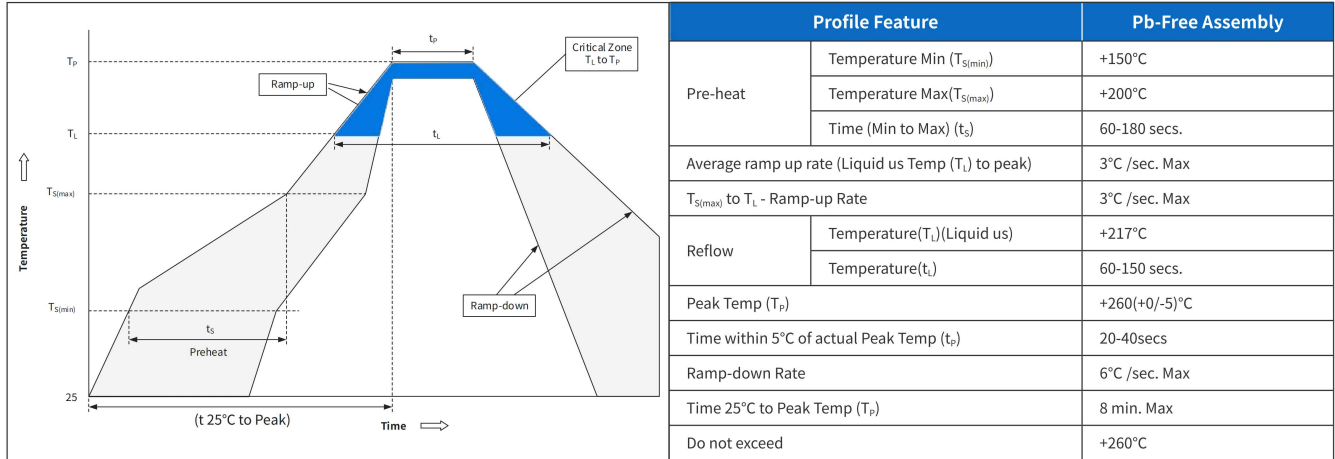 tP
Critical Zone
TL to TP
TP
Ramp-up
TL
tL
TS(max)
Temperature
Ramp-down
TS(min)
tS
Preheat
25
(t 25°C to Peak)
Time
Profile Feature Pb-Free Assembly
Pre-heat
Temperature Min (TS(min)) +150°C
Temperature Max(TS(max)) +200°C
Time (Min to Max) (tS) 60-180 secs.
Average ramp up rate (Liquid us Temp (TL) to peak) 3°C /sec. Max
TS(max) to TL - Ramp-up Rate 3°C /sec. Max
Reflow
Temperature(TL)(Liquid us) +217°C
Temperature(tL) 60-150 secs.
Peak Temp (TP) +260(+0/-5)°C
Time within 5°C of actual Peak Temp (tP) 20-40secs
Ramp-down Rate 6°C /sec. Max
Time 25°C to Peak Temp (TP) 8 min. Max
Do not exceed +260°C